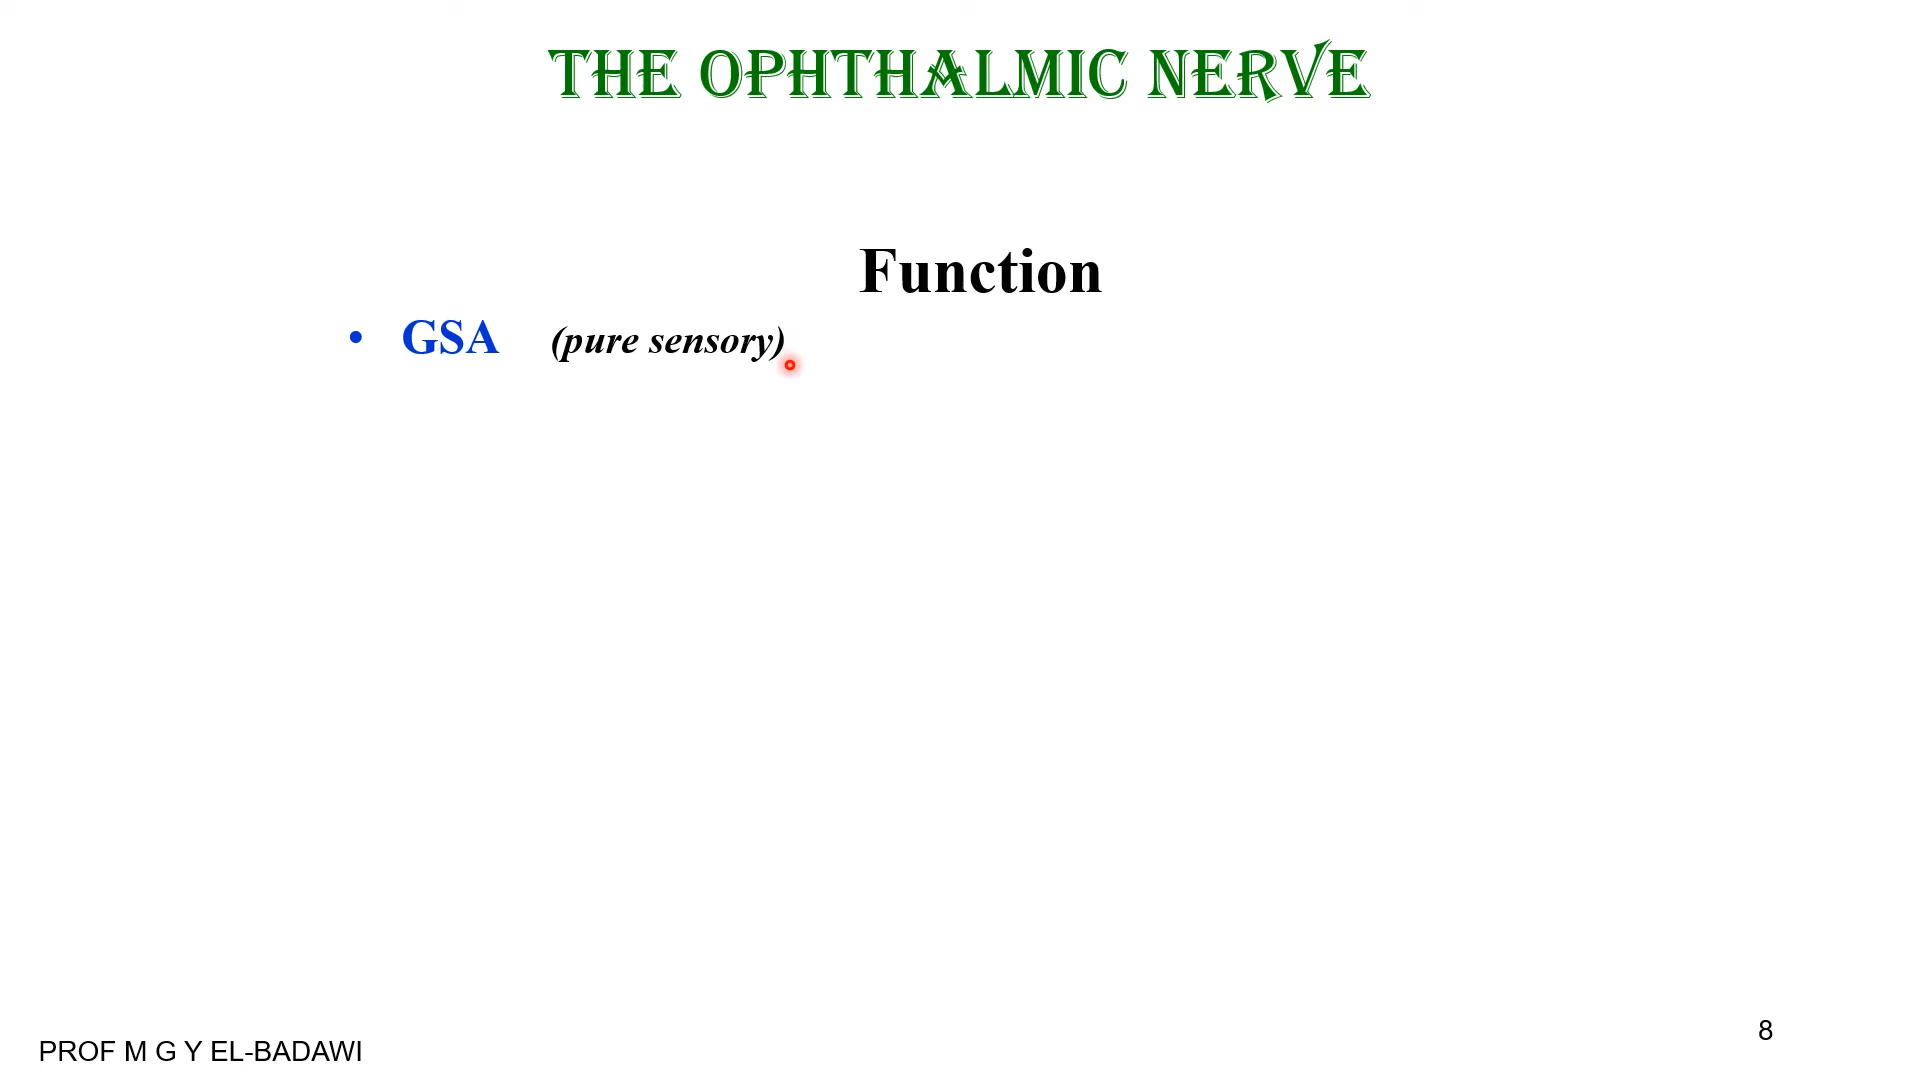 THE OPHTHALMIC NERVE
Function
• GSA (pure sensory)
8
PROF M G Y EL-BADAWI